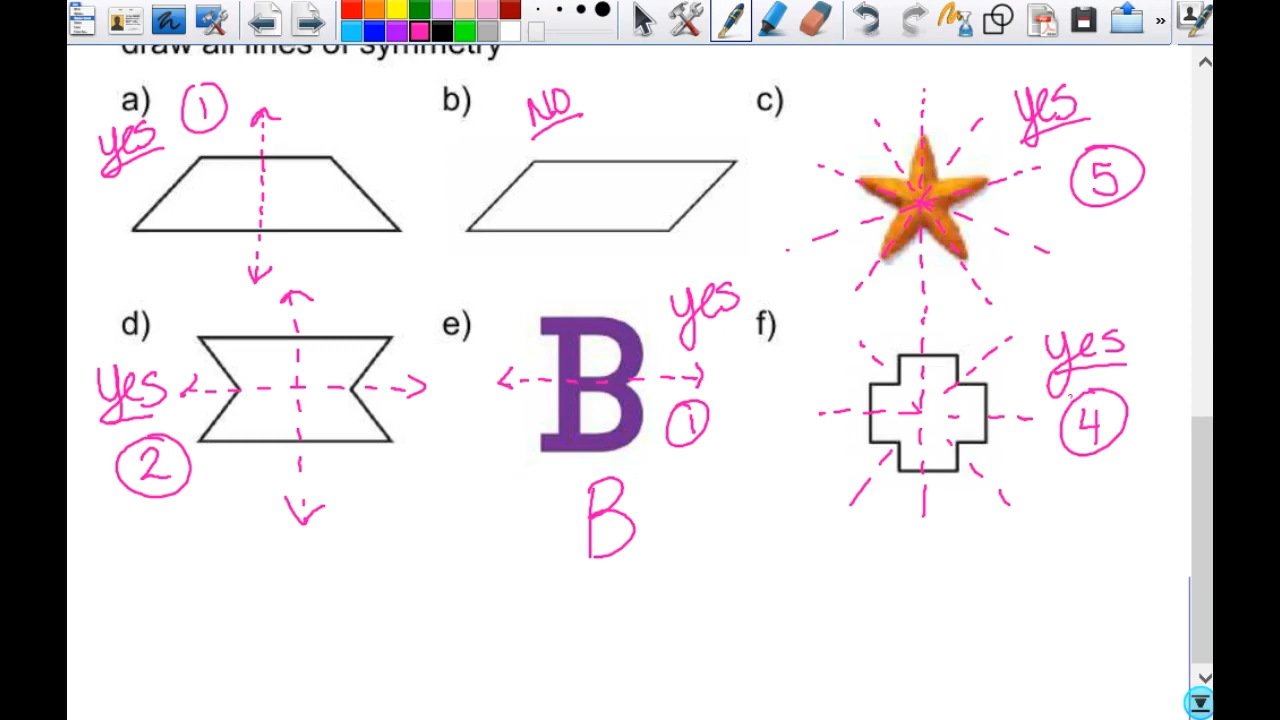 draw all lines of symmetry
a) 1
yes
b) NO
c) yes
5
d) yes
2
e) yes
B
1
B
f) yes
4